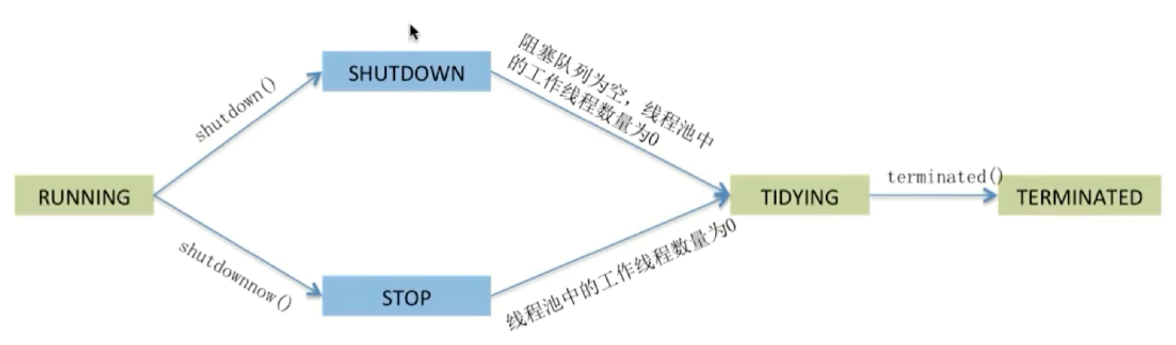 SHUTDOWN
shutdown()
阻塞队列为空，线程池中
的工作线程数量为0
RUNNING
TIDYING
terminated()
TERMINATED
shutdownnow()
STOP
线程池中的工作线程数量为0